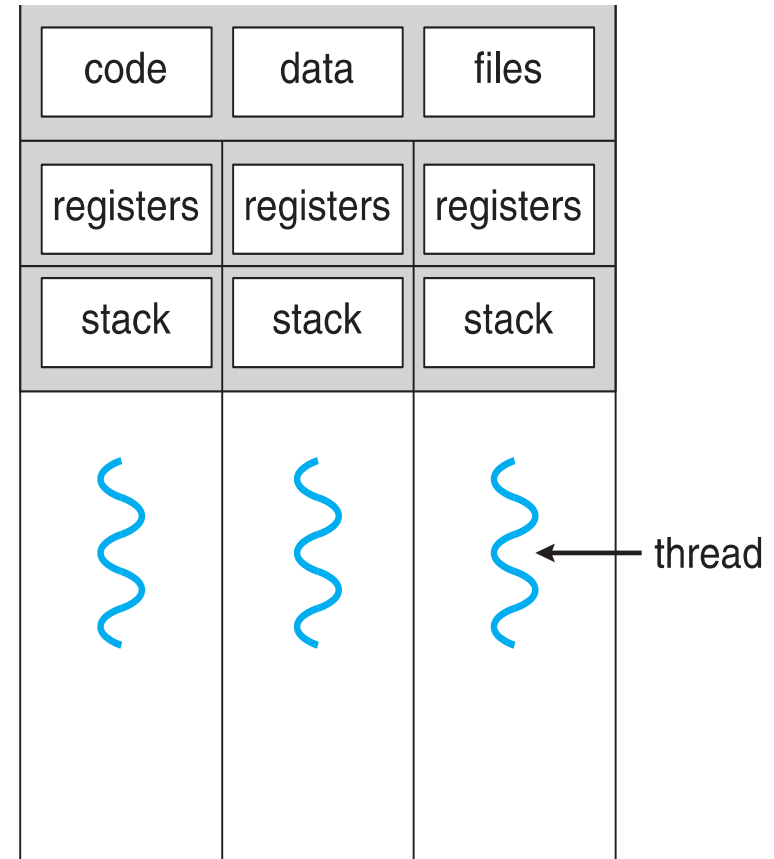 code data files
registers registers registers
stack stack stack
thread